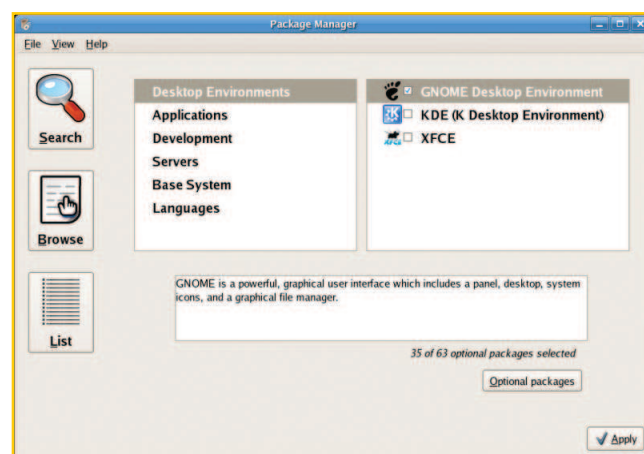 Package Manager
File View Help
Search
Browse
List
Desktop Environments
Applications
Development
Servers
Base System
Languages
GNOME Desktop Environment
KDE (K Desktop Environment)
XFCE
GNOME is a powerful, graphical user interface which includes a panel, desktop, system
icons, and a graphical file manager.
35 of 63 optional packages selected
Optional packages
Apply